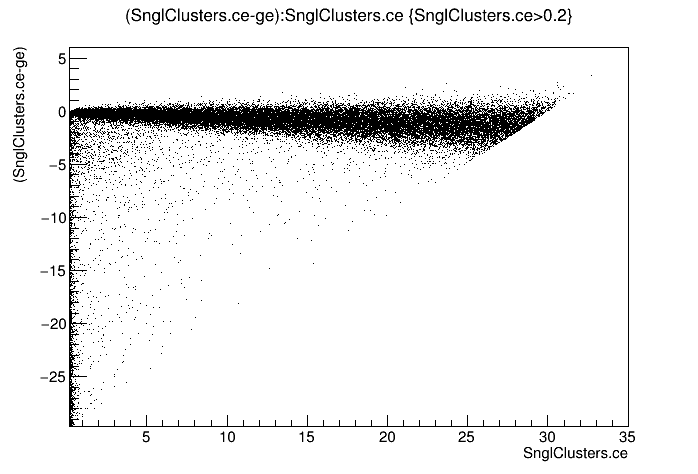 (SnglClusters.ce-ge):SnglClusters.ce {SnglClusters.ce>0.2}
(SnglClusters.ce-ge)
5
0
−5
−10
−15
−20
−25
5 10 15 20 25 30 35
SnglClusters.ce